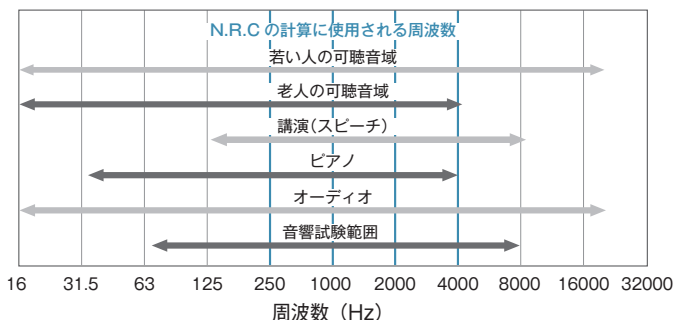 N.R.C の計算に使用される周波数
若い人の可聴音域
老人の可聴音域
講演（スピーチ）
ピアノ
オーディオ
音響試験範囲
16 31.5 63 125 250 1000 2000 4000 8000 16000 32000
周波数（Hz）